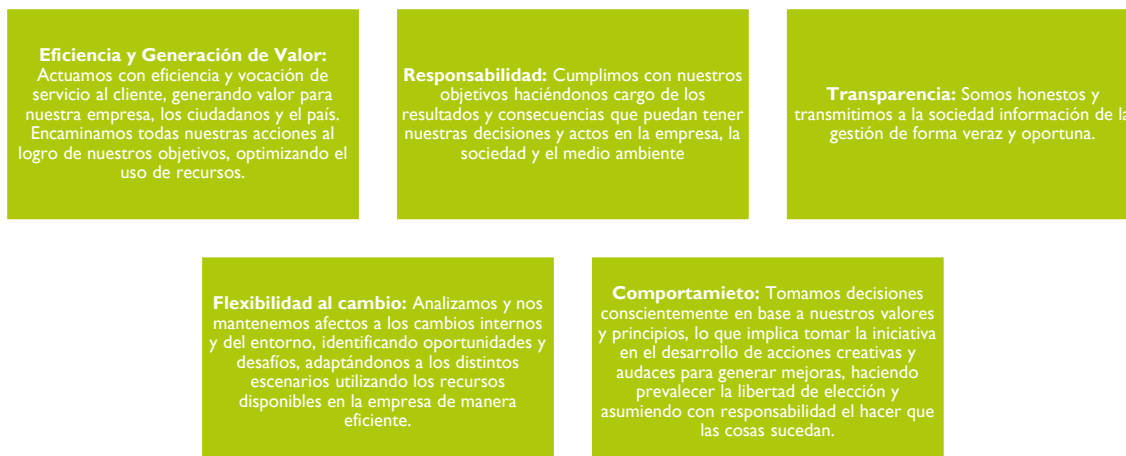 Eficiencia y Generación de Valor:
Actuamos con eficiencia y vocación de
servicio al cliente, generando valor para
nuestra empresa, los ciudadanos y el país.
Encaminamos todas nuestras acciones al
logro de nuestros objetivos, optimizando el
uso de recursos.
Responsabilidad: Cumplimos con nuestros
objetivos haciéndonos cargo de los
resultados y consecuencias que puedan tener
nuestras decisiones y actos en la empresa, la
sociedad y el medio ambiente
Transparencia: Somos honestos y
transmitimos a la sociedad información de la
gestión de forma veraz y oportuna.
Flexibilidad al cambio: Analizamos y nos
mantenemos afectos a los cambios internos
y del entorno, identificando oportunidades y
desafíos, adaptándonos a los distintos
escenarios utilizando los recursos
disponibles en la empresa de manera
eficiente.
Comportamieto: Tomamos decisiones
conscientemente en base a nuestros valores
y principios, lo que implica tomar la iniciativa
en el desarrollo de acciones creativas y
audaces para generar mejoras, haciendo
prevalecer la libertad de elección y
asumiendo con responsabilidad el hacer que
las cosas sucedan.